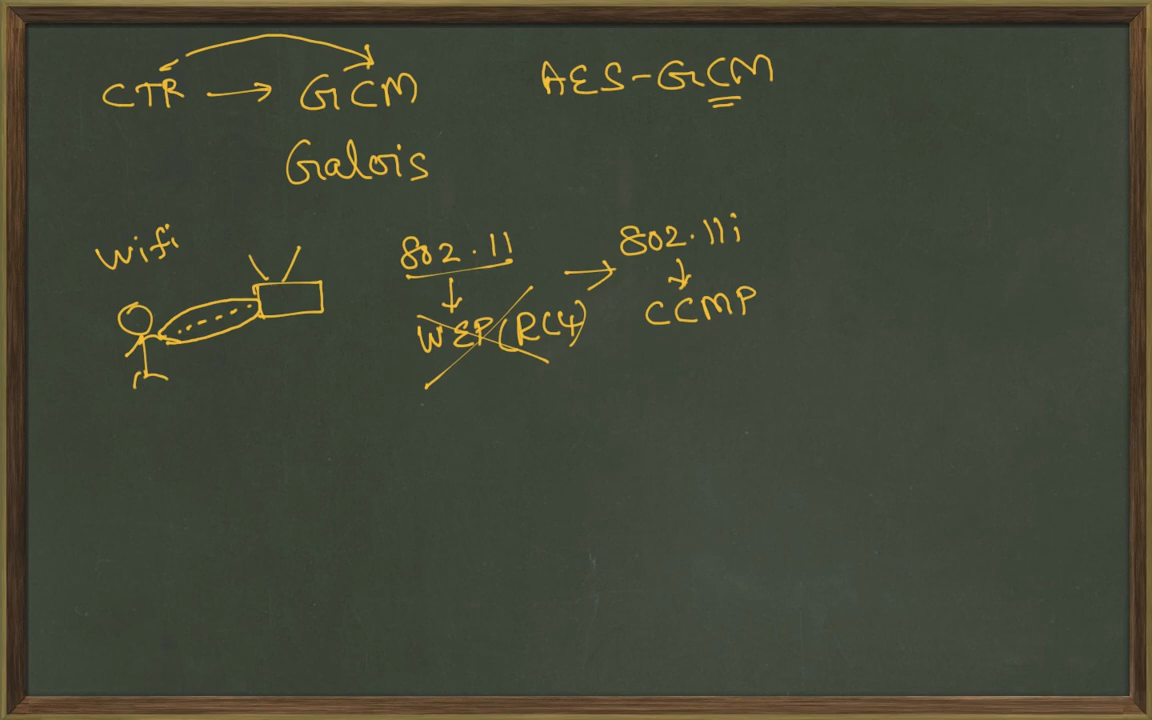 CTR → GCM AES-GCM
Galois
Wifi 802.11 → 802.11i
WEP (RC4) CCMP